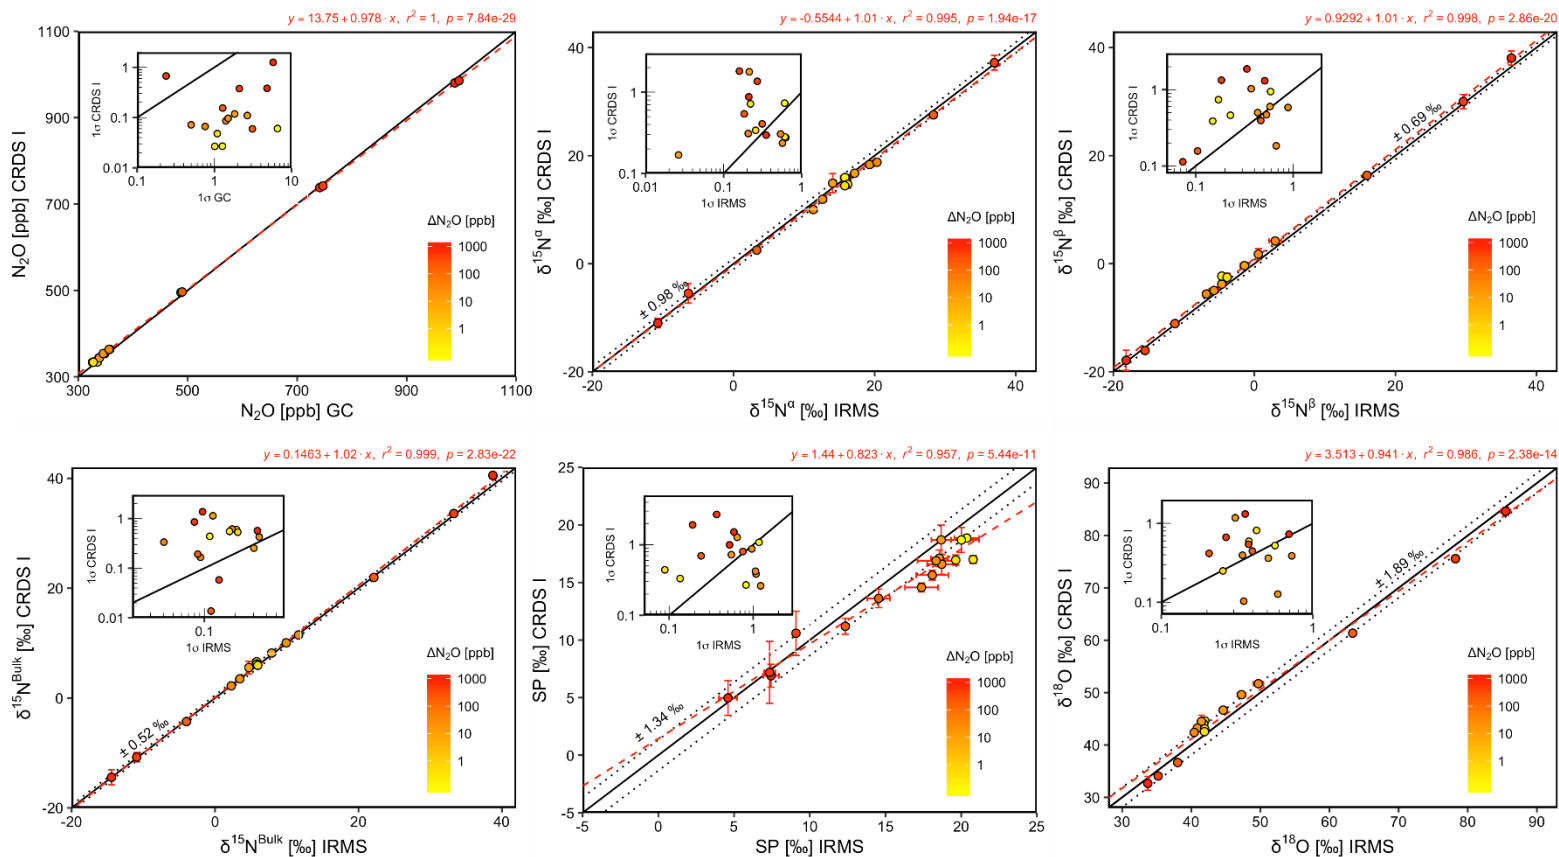 y = 13.75 + 0.978 · x, r² = 1, p = 7.84e-29
1100
900
700
500
300
300
500
700
900
1100
N₂O [ppb] CRDS I
N₂O [ppb] GC
1
0.1
0.01
0.1
1
10
1σ CRDS I
1σ GC
ΔN₂O [ppb]
1000
100
10
1
y = -0.5544 + 1.01 · x, r² = 0.995, p = 1.94e-17
40
20
0
-20
-20
0
20
40
δ¹⁵Nᵅ [‰] CRDS I
δ¹⁵Nᵅ [‰] IRMS
± 0.98 ‰
1
0.1
0.01
0.1
1
1σ CRDS I
1σ IRMS
ΔN₂O [ppb]
1000
100
10
1
y = 0.9292 + 1.01 · x, r² = 0.998, p = 2.86e-20
40
20
0
-20
-20
0
20
40
δ¹⁵Nᵝ [‰] CRDS I
δ¹⁵Nᵝ [‰] IRMS
± 0.69 ‰
1
0.1
0.1
1
1σ CRDS I
1σ IRMS
ΔN₂O [ppb]
1000
100
10
1
y = 0.1463 + 1.02 · x, r² = 0.999, p = 2.83e-22
40
20
0
-20
-20
0
20
40
δ¹⁵Nᴮᵘˡᵏ [‰] CRDS I
δ¹⁵Nᴮᵘˡᵏ [‰] IRMS
± 0.52 ‰
1
0.1
0.01
0.1
1σ CRDS I
1σ IRMS
ΔN₂O [ppb]
1000
100
10
1
y = 1.44 + 0.823 · x, r² = 0.957, p = 5.44e-11
25
20
15
10
5
0
-5
-5
0
5
10
15
20
25
SP [‰] CRDS I
SP [‰] IRMS
± 1.34 ‰
1
0.1
0.1
1
1σ CRDS I
1σ IRMS
ΔN₂O [ppb]
1000
100
10
1
y = 3.513 + 0.941 · x, r² = 0.986, p = 2.38e-14
90
80
70
60
50
40
30
30
40
50
60
70
80
90
δ¹⁸O [‰] CRDS I
δ¹⁸O [‰] IRMS
± 1.89 ‰
1
0.1
0.1
1
1σ CRDS I
1σ IRMS
ΔN₂O [ppb]
1000
100
10
1